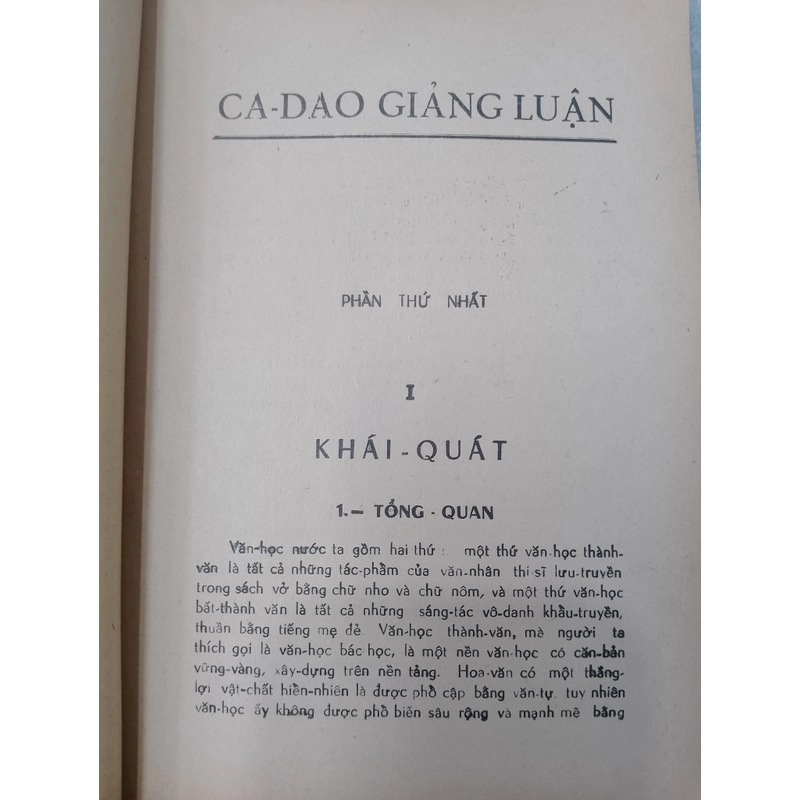 CA-DAO GIẢNG LUẬN
PHẦN THỨ NHẤT
I
KHÁI-QUÁT
1.— TỔNG - QUAN
Văn-học nước ta gồm hai thứ : một thứ văn-học thành-
văn là tất cả những tác-phẩm của văn-nhân thi sĩ lưu-truyền
trong sách vở bằng chữ nho và chữ nôm, và một thứ văn-học
bất-thành văn là tất cả những sáng-tác vô-danh khẩu-truyền,
thuần bằng tiếng mẹ đẻ. Văn-học thành-văn, mà người ta
thích gọi là văn-học bác học, là một nền văn-học có căn-bản
vững-vàng, xây-dựng trên nền tảng. Hoa-văn có một thắng-
lợi vật-chất hiển-nhiên là được phổ cập bằng văn-tự, tuy nhiên
văn-học ấy không được phổ biến sâu rộng và mạnh mẽ bằng